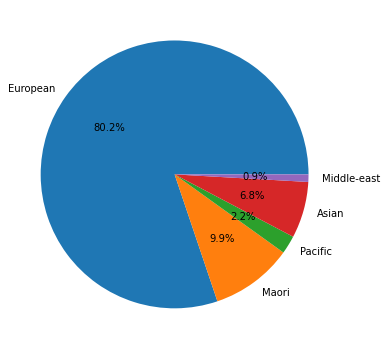 European
80.2%
0.9%
Middle-east
6.8%
Asian
2.2%
9.9%
Pacific
Maori